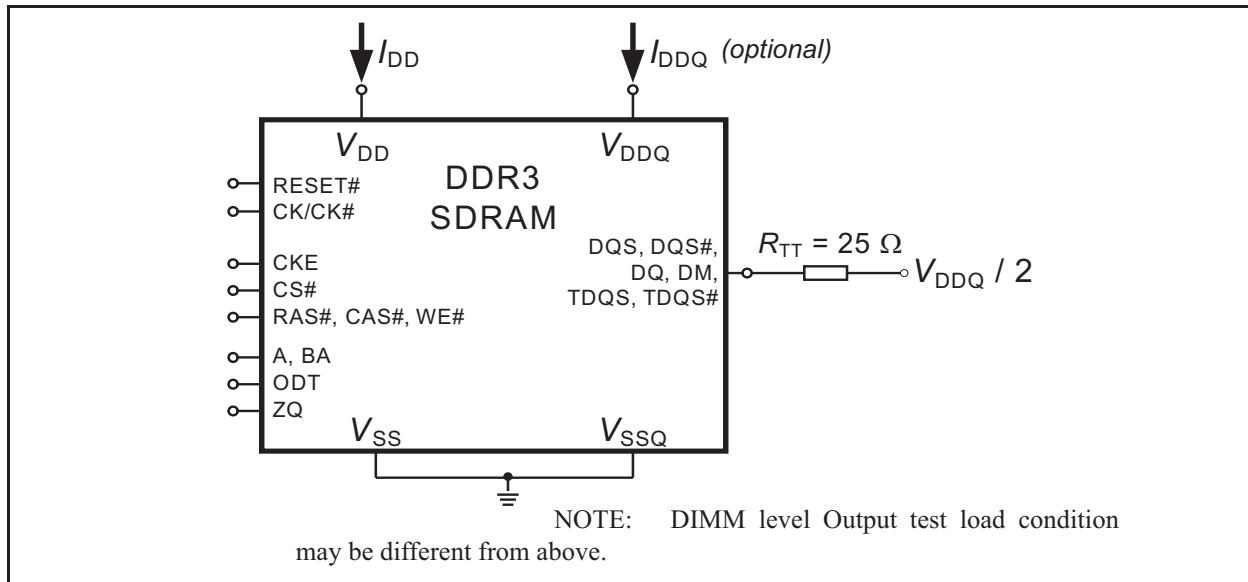 IDD
IDDQ (optional)
VDD
VDDQ
DDR3
SDRAM
RESET#
CK/CK#
CKE
CS#
RAS#, CAS#, WE#
A, BA
ODT
ZQ
DQS, DQS#,
DQ, DM,
TDQS, TDQS#
RTT = 25 Ω
VDDQ / 2
VSS
VSSQ
NOTE: DIMM level Output test load condition
may be different from above.